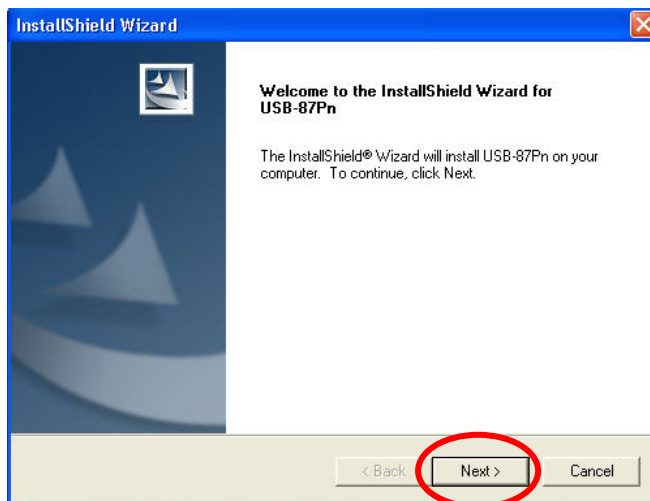 InstallShield Wizard
Welcome to the InstallShield Wizard for
USB-87Pn
The InstallShield® Wizard will install USB-87Pn on your
computer. To continue, click Next.
< Back
Next >
Cancel